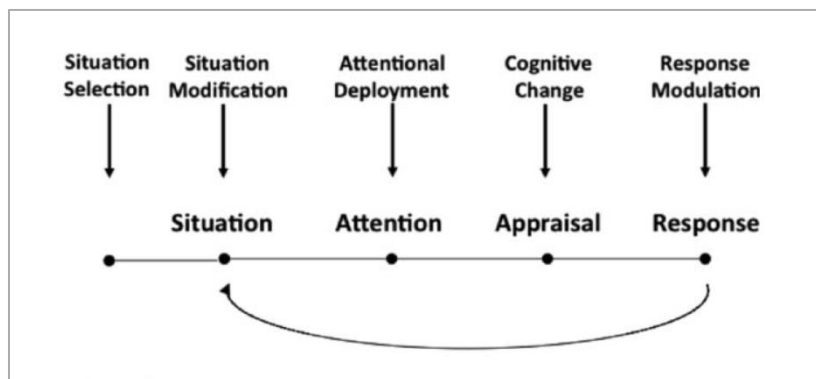 Situation Situation Attentional Cognitive Response
Selection Modification Deployment Change Modulation
Situation Attention Appraisal Response